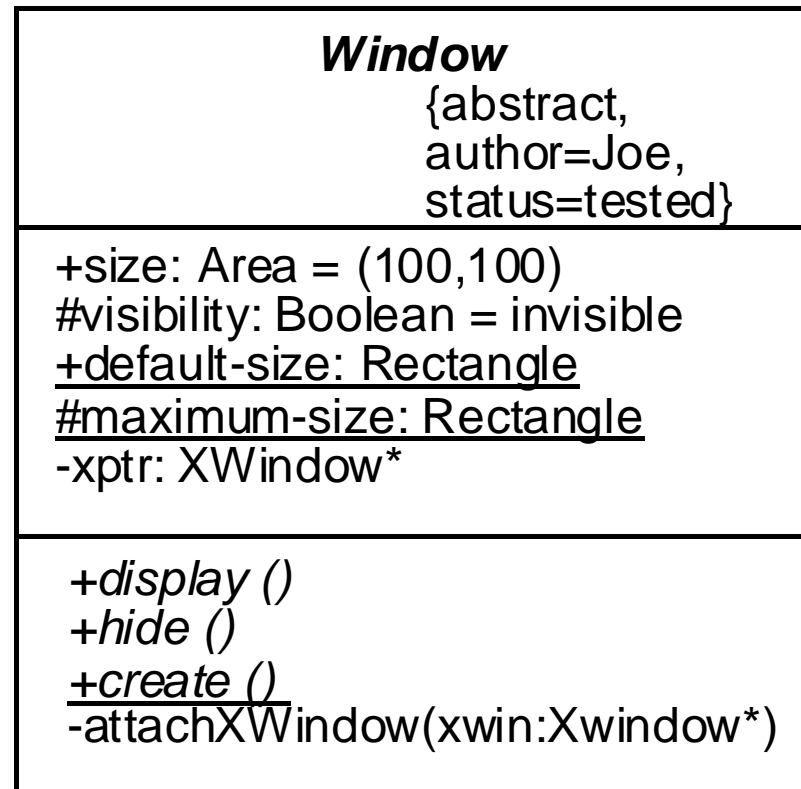 Window
{abstract,
author=Joe,
status=tested}
+size: Area = (100,100)
#visibility: Boolean = invisible
+default-size: Rectangle
#maximum-size: Rectangle
-xptr: XWindow*
+display ()
+hide ()
+create ()
-attachXWindow(xwin:Xwindow*)